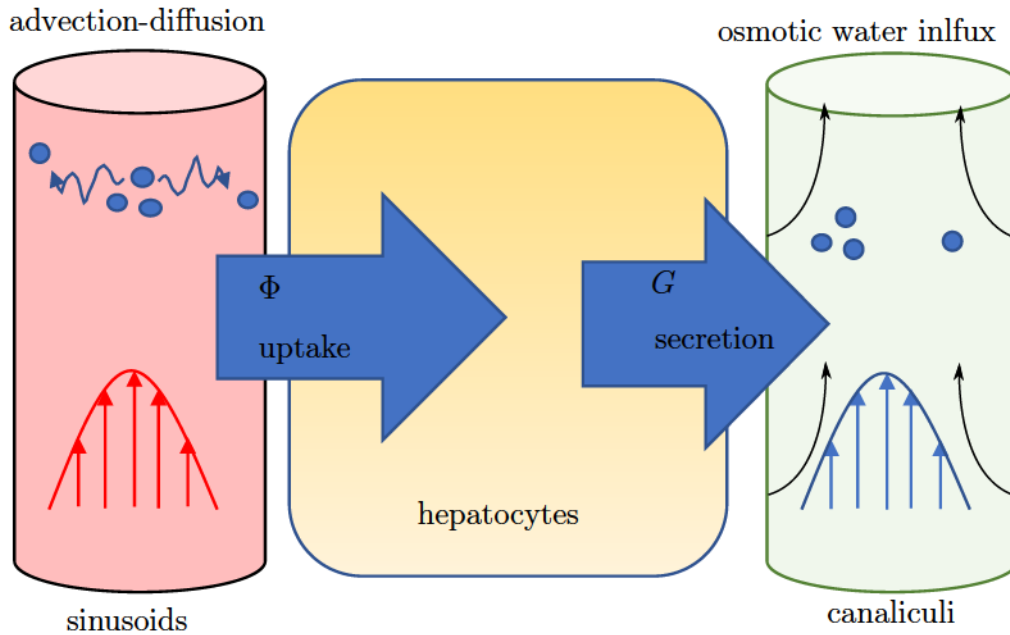 advection-diffusion
osmotic water inlfux
Φ
uptake
G
secretion
hepatocytes
sinusoids
canaliculi